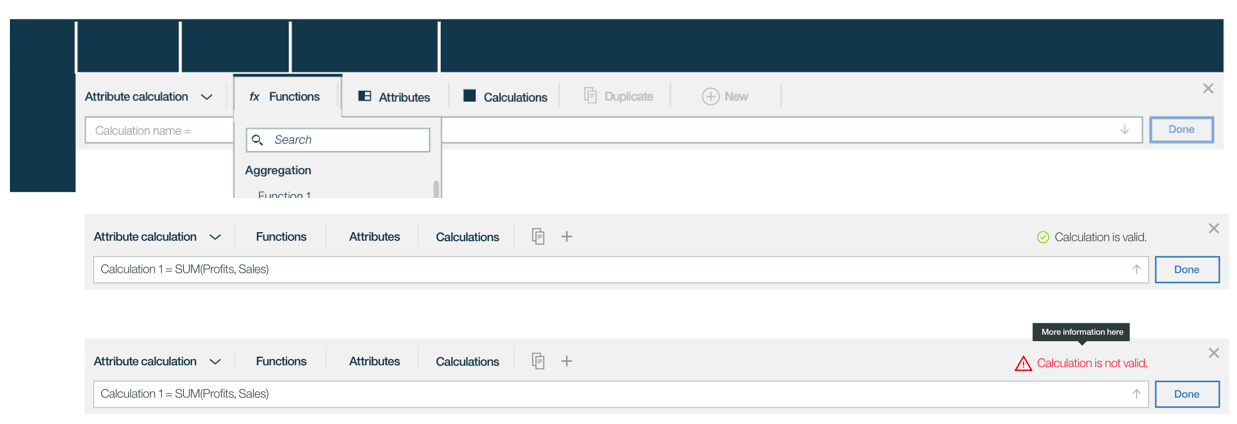 Attribute calculation fx Functions Attributes Calculations Duplicate New
Calculation name = Done
Search
Aggregation
Function 1
Attribute calculation Functions Attributes Calculations Calculation is valid.
Calculation 1 = SUM(Profits, Sales) Done
More information here
Attribute calculation Functions Attributes Calculations Calculation is not valid.
Calculation 1 = SUM(Profits, Sales) Done